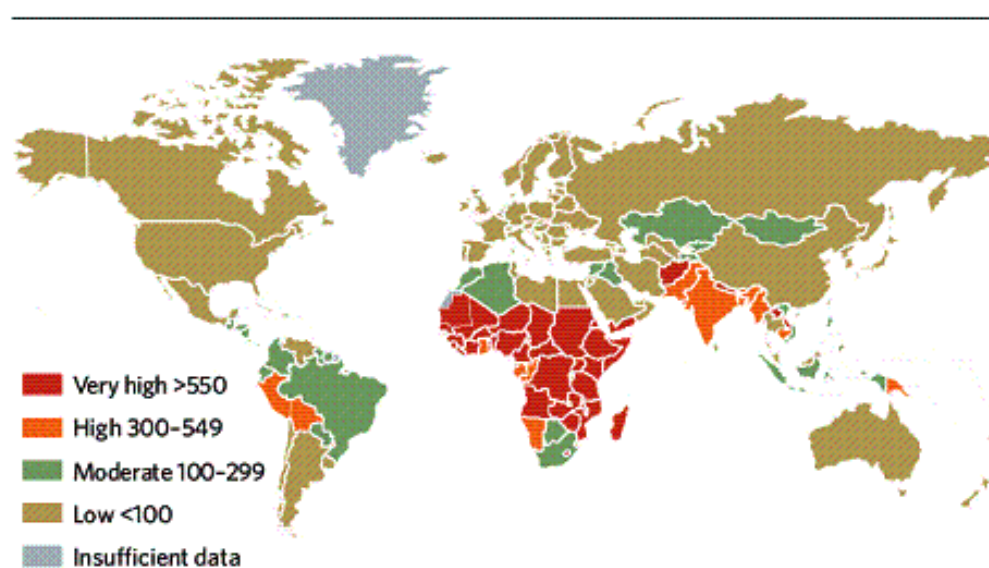 Very high >550
High 300–549
Moderate 100–299
Low <100
Insufficient data